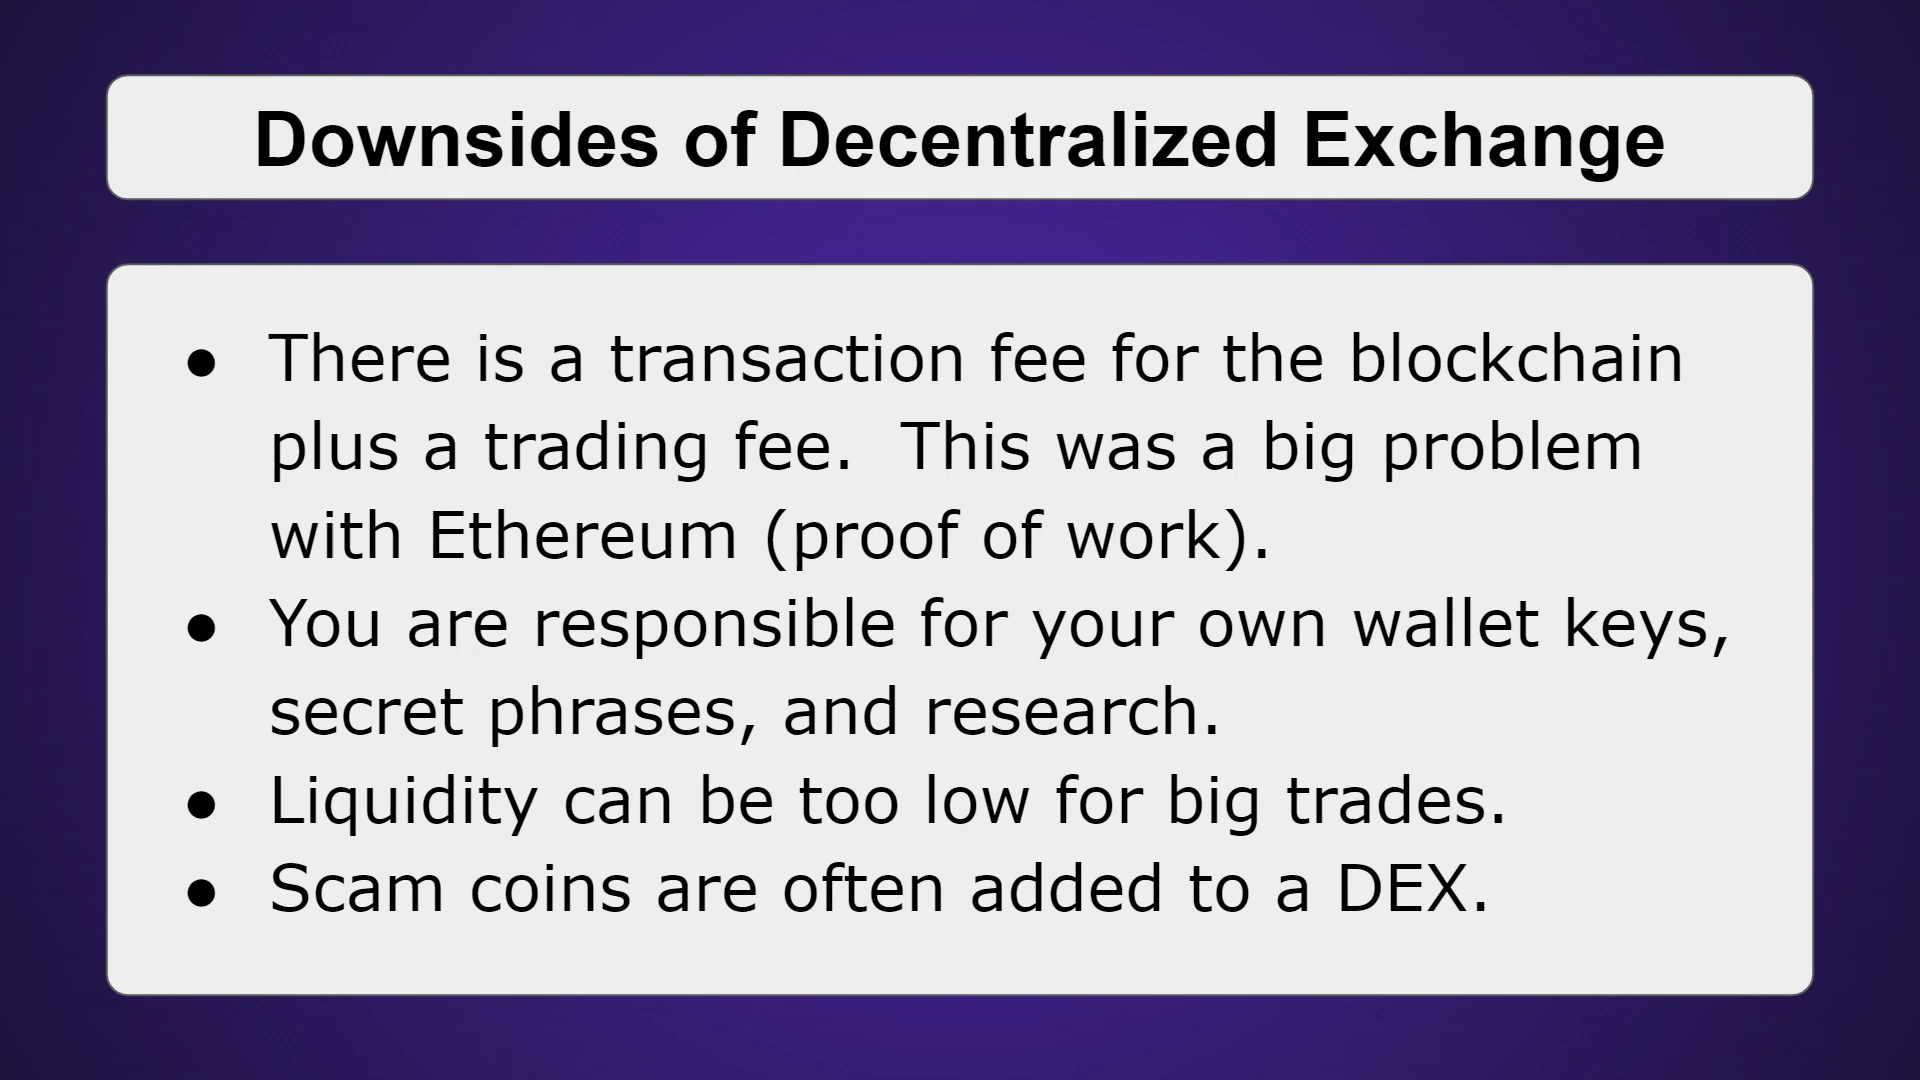 Downsides of Decentralized Exchange
● There is a transaction fee for the blockchain
plus a trading fee.  This was a big problem
with Ethereum (proof of work).
● You are responsible for your own wallet keys,
secret phrases, and research.
● Liquidity can be too low for big trades.
● Scam coins are often added to a DEX.